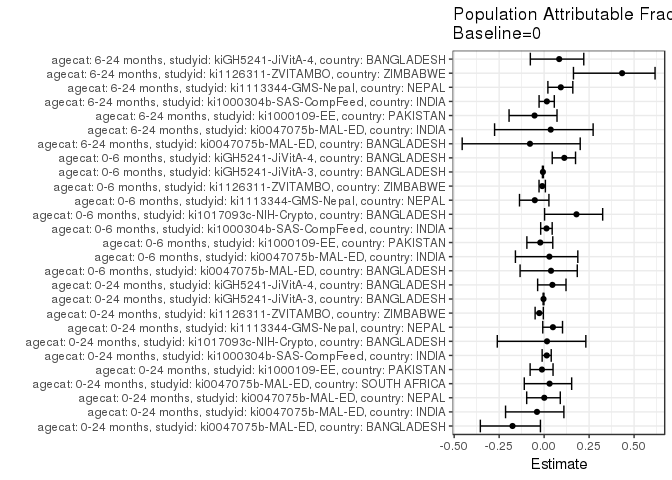 Population Attributable Frac
Baseline=0
agecat: 6-24 months, studyid: kiGH5241-JiVitA-4, country: BANGLADESH
agecat: 6-24 months, studyid: ki1126311-ZVITAMBO, country: ZIMBABWE
agecat: 6-24 months, studyid: ki1113344-GMS-Nepal, country: NEPAL
agecat: 6-24 months, studyid: ki1000304b-SAS-CompFeed, country: INDIA
agecat: 6-24 months, studyid: ki1000109-EE, country: PAKISTAN
agecat: 6-24 months, studyid: ki0047075b-MAL-ED, country: INDIA
agecat: 6-24 months, studyid: ki0047075b-MAL-ED, country: BANGLADESH
agecat: 0-6 months, studyid: kiGH5241-JiVitA-4, country: BANGLADESH
agecat: 0-6 months, studyid: kiGH5241-JiVitA-3, country: BANGLADESH
agecat: 0-6 months, studyid: ki1126311-ZVITAMBO, country: ZIMBABWE
agecat: 0-6 months, studyid: ki1113344-GMS-Nepal, country: NEPAL
agecat: 0-6 months, studyid: ki1017093c-NIH-Crypto, country: BANGLADESH
agecat: 0-6 months, studyid: ki1000304b-SAS-CompFeed, country: INDIA
agecat: 0-6 months, studyid: ki1000109-EE, country: PAKISTAN
agecat: 0-6 months, studyid: ki0047075b-MAL-ED, country: INDIA
agecat: 0-6 months, studyid: ki0047075b-MAL-ED, country: BANGLADESH
agecat: 0-24 months, studyid: kiGH5241-JiVitA-4, country: BANGLADESH
agecat: 0-24 months, studyid: kiGH5241-JiVitA-3, country: BANGLADESH
agecat: 0-24 months, studyid: ki1126311-ZVITAMBO, country: ZIMBABWE
agecat: 0-24 months, studyid: ki1113344-GMS-Nepal, country: NEPAL
agecat: 0-24 months, studyid: ki1017093c-NIH-Crypto, country: BANGLADESH
agecat: 0-24 months, studyid: ki1000304b-SAS-CompFeed, country: INDIA
agecat: 0-24 months, studyid: ki1000109-EE, country: PAKISTAN
agecat: 0-24 months, studyid: ki0047075b-MAL-ED, country: SOUTH AFRICA
agecat: 0-24 months, studyid: ki0047075b-MAL-ED, country: NEPAL
agecat: 0-24 months, studyid: ki0047075b-MAL-ED, country: INDIA
agecat: 0-24 months, studyid: ki0047075b-MAL-ED, country: BANGLADESH
-0.50 -0.25 0.00 0.25 0.50
Estimate